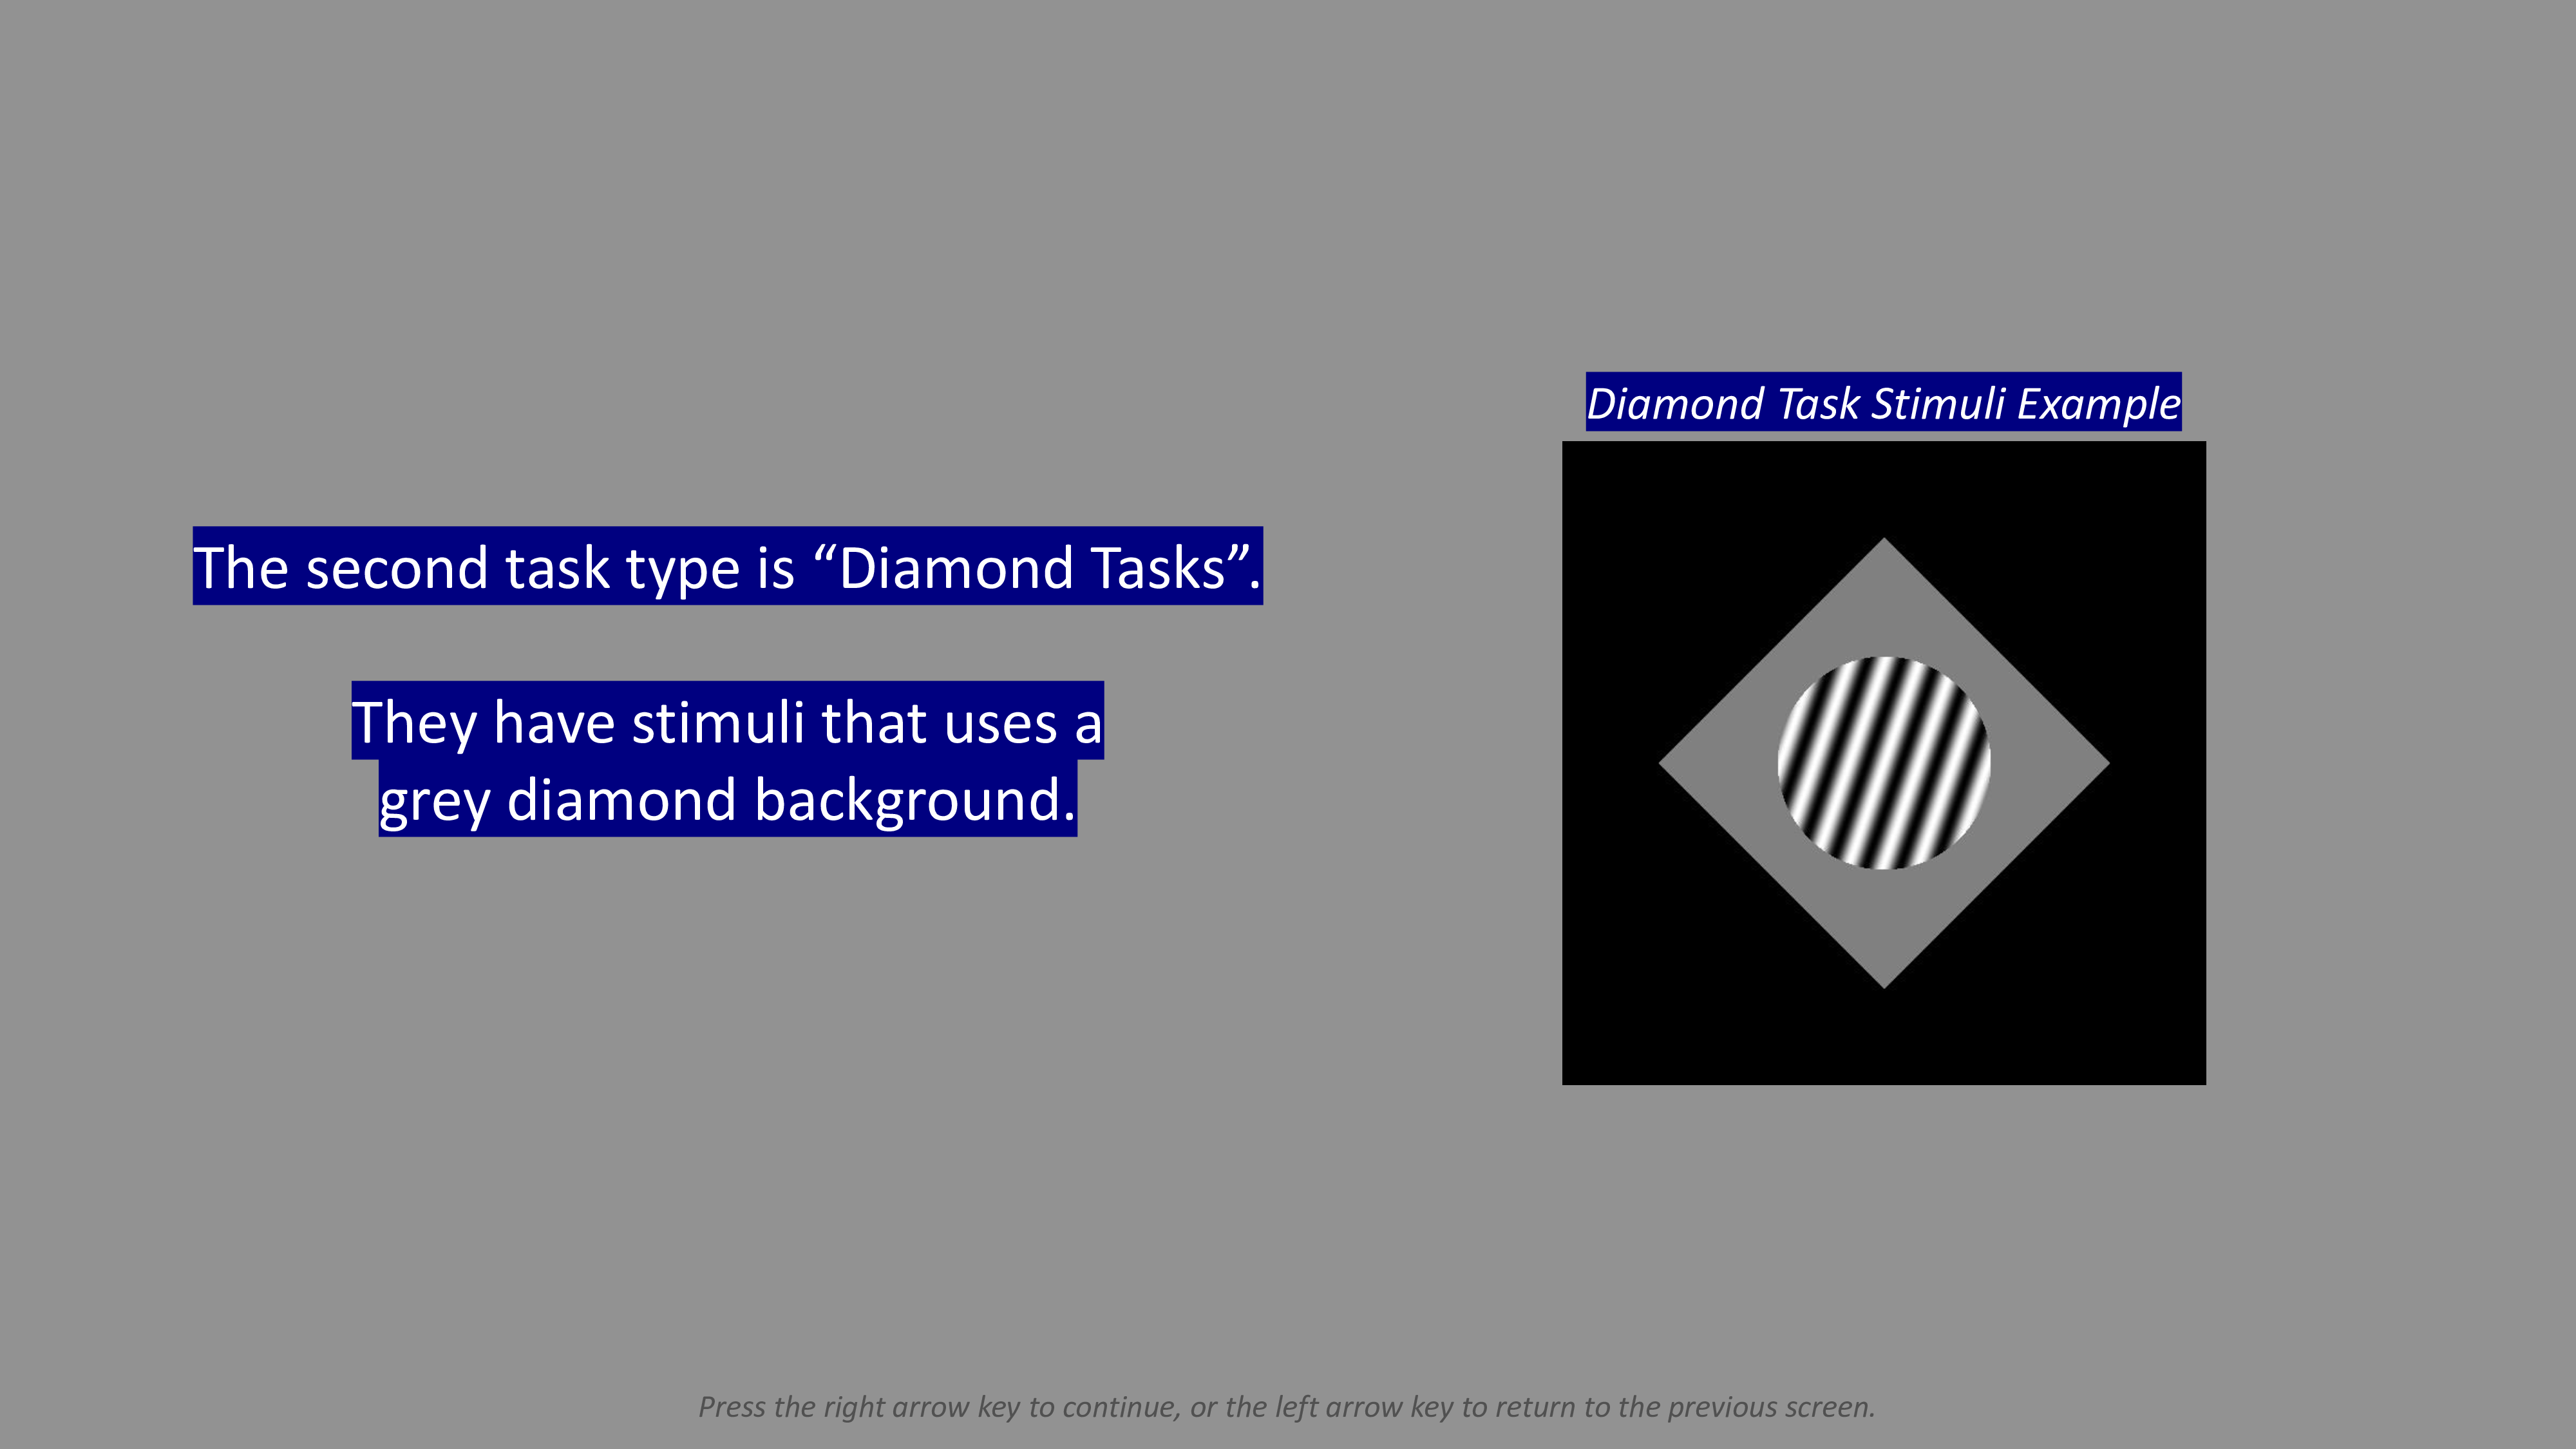 The second task type is “Diamond Tasks”.
They have stimuli that uses a
grey diamond background.
Diamond Task Stimuli Example
Press the right arrow key to continue, or the left arrow key to return to the previous screen.